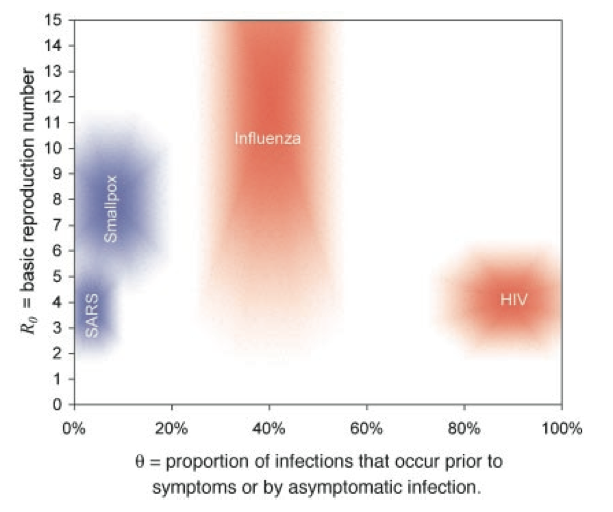 15
14
13
12
11
10
9
8
7
6
5
4
3
2
1
0
R0 = basic reproduction number
Smallpox
SARS
Influenza
HIV
0% 20% 40% 60% 80% 100%
θ = proportion of infections that occur prior to
symptoms or by asymptomatic infection.